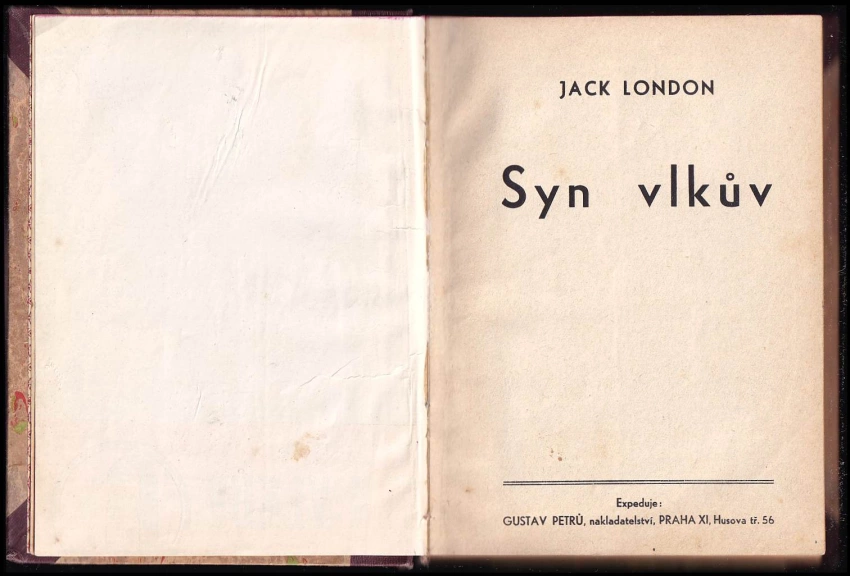 JACK LONDON
Syn vlkův
Expeduje:
GUSTAV PETRŮ, nakladatelství, PRAHA XI, Husova tř. 56